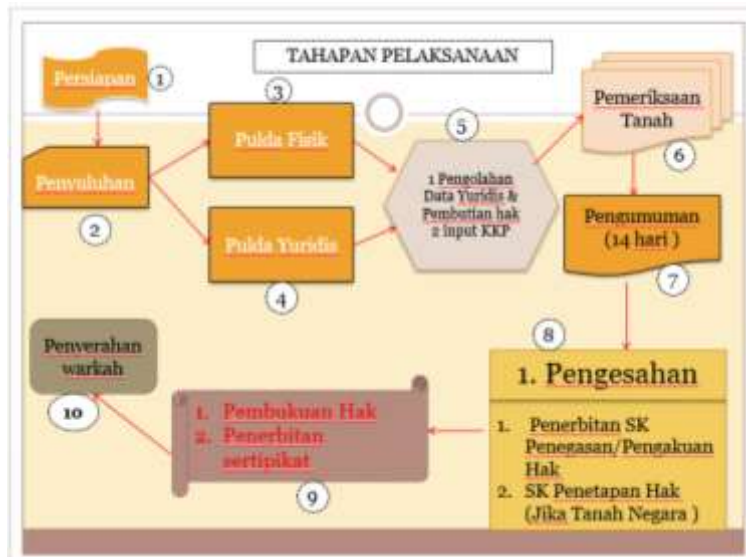 TAHAPAN PELAKSANAAN
Persiapan
1
Penyuluhan
2
3
Pulda Fisik
Pulda Yuridis
4
5
1 Pengolahan
Data Yuridis &
Pembutian hak
2 input KKP
Pemeriksaan
Tanah
6
Pengumuman
(14 hari )
7
8
1. Pengesahan
1. Penerbitan SK
Penegasan/Pengakuan
Hak
2. SK Penetapan Hak
(Jika Tanah Negara )
1. Pembukuan Hak
2. Penerbitan
sertipikat
9
Penyerahan
warkah
10